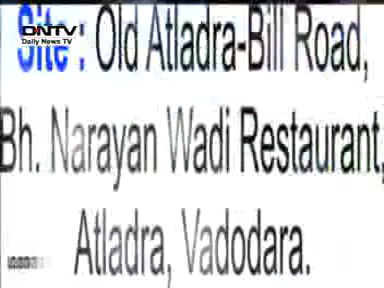 DNTV
Daily News TV
Site : Old Atladra-Bill Road,
Bh. Narayan Wadi Restaurant,
Atladra, Vadodara.